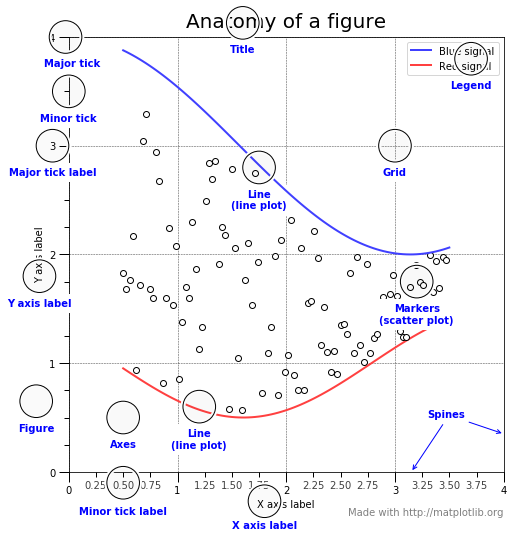 Anatomy of a figure
Title
Blue signal
Red signal
Legend
4
Major tick
Minor tick
3
Major tick label
Grid
Line
(line plot)
Y axis label
2
Y axis label
Markers
(scatter plot)
1
Figure
Axes
Line
(line plot)
Spines
0
0
0.25
0.50
0.75
1
1.25
1.50
1.75
2
2.25
2.50
2.75
3
3.25
3.50
3.75
4
Minor tick label
X axis label
X axis label
Made with http://matplotlib.org